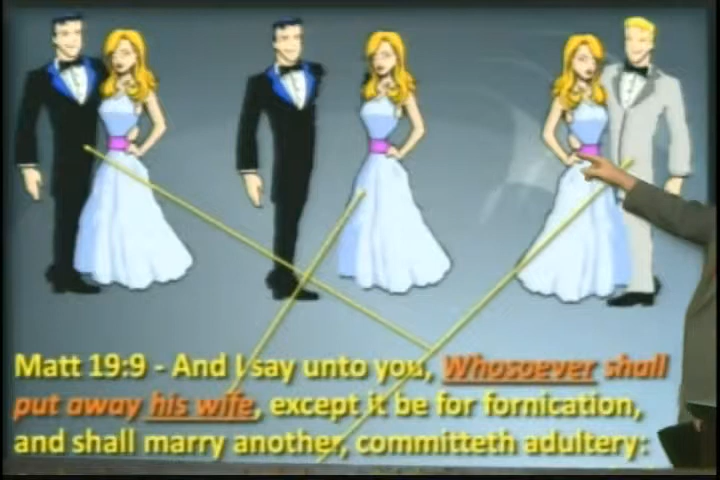 Matt 19:9 - And I say unto you, Whosoever shall
put away his wife, except it be for fornication,
and shall marry another, committeth adultery: